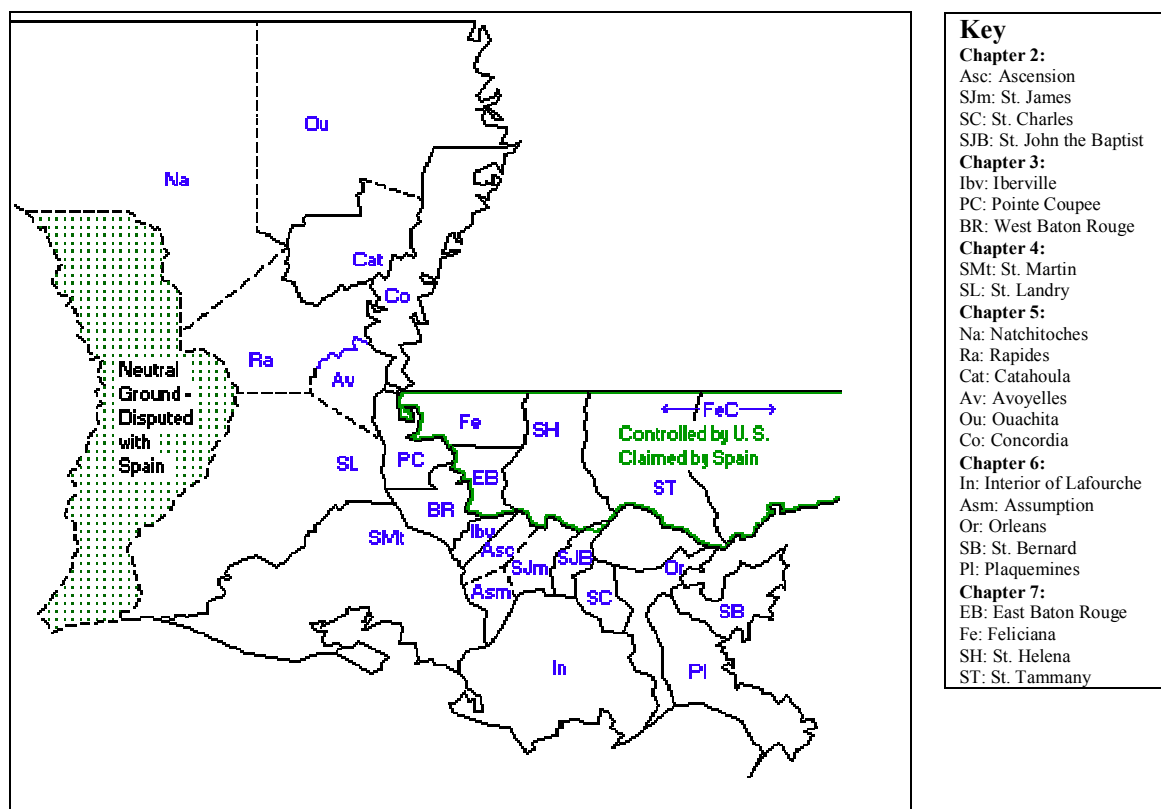 Ou
Na
Cat
Co
Ra
Av
Neutral
Ground -
Disputed
with
Spain
Fe
SH
FeC
Controlled by U. S.
Claimed by Spain
SL
PC
EB
ST
BR
SMt
Ibv
Asc
SJm
SJB
Or
Asm
SC
SB
In
Pl
Key
Chapter 2:
Asc: Ascension
SJm: St. James
SC: St. Charles
SJB: St. John the Baptist
Chapter 3:
Ibv: Iberville
PC: Pointe Coupee
BR: West Baton Rouge
Chapter 4:
SMt: St. Martin
SL: St. Landry
Chapter 5:
Na: Natchitoches
Ra: Rapides
Cat: Catahoula
Av: Avoyelles
Ou: Ouachita
Co: Concordia
Chapter 6:
In: Interior of Lafourche
Asm: Assumption
Or: Orleans
SB: St. Bernard
Pl: Plaquemines
Chapter 7:
EB: East Baton Rouge
Fe: Feliciana
SH: St. Helena
ST: St. Tammany